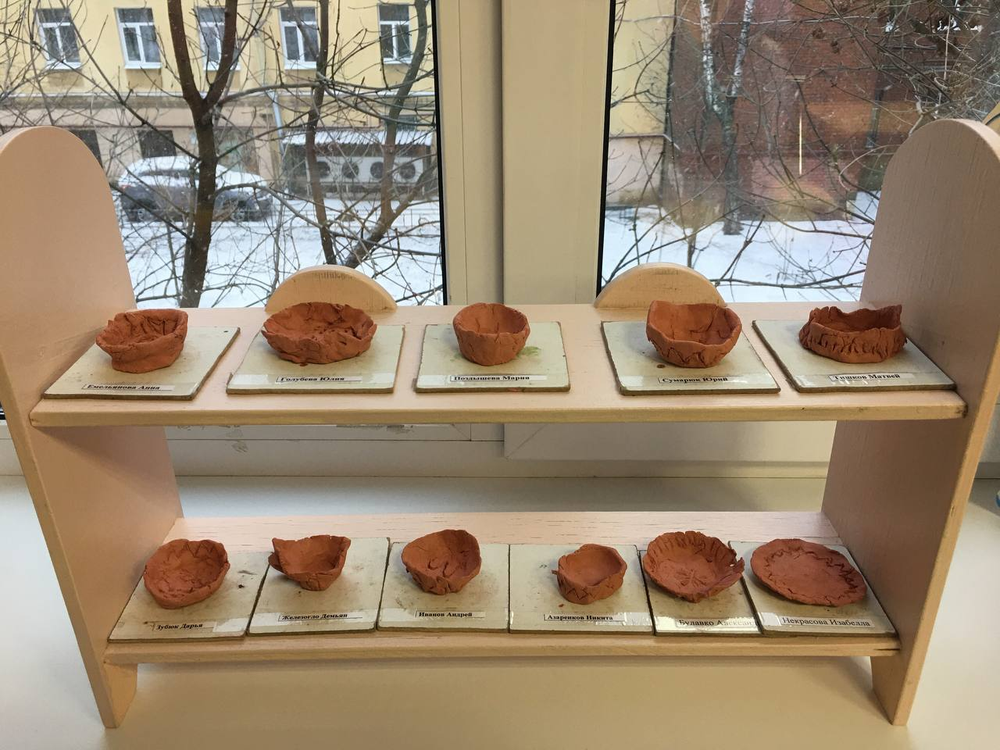 Емельянова Анна
Голубева Юлия
Поздышева Мария
Сумарюк Юрий
Тишков Матвей
Зубюк Дарья
Железогло Демьян
Иванов Андрей
Азаренков Никита
Булавко Алексан
Некрасова Изабелла